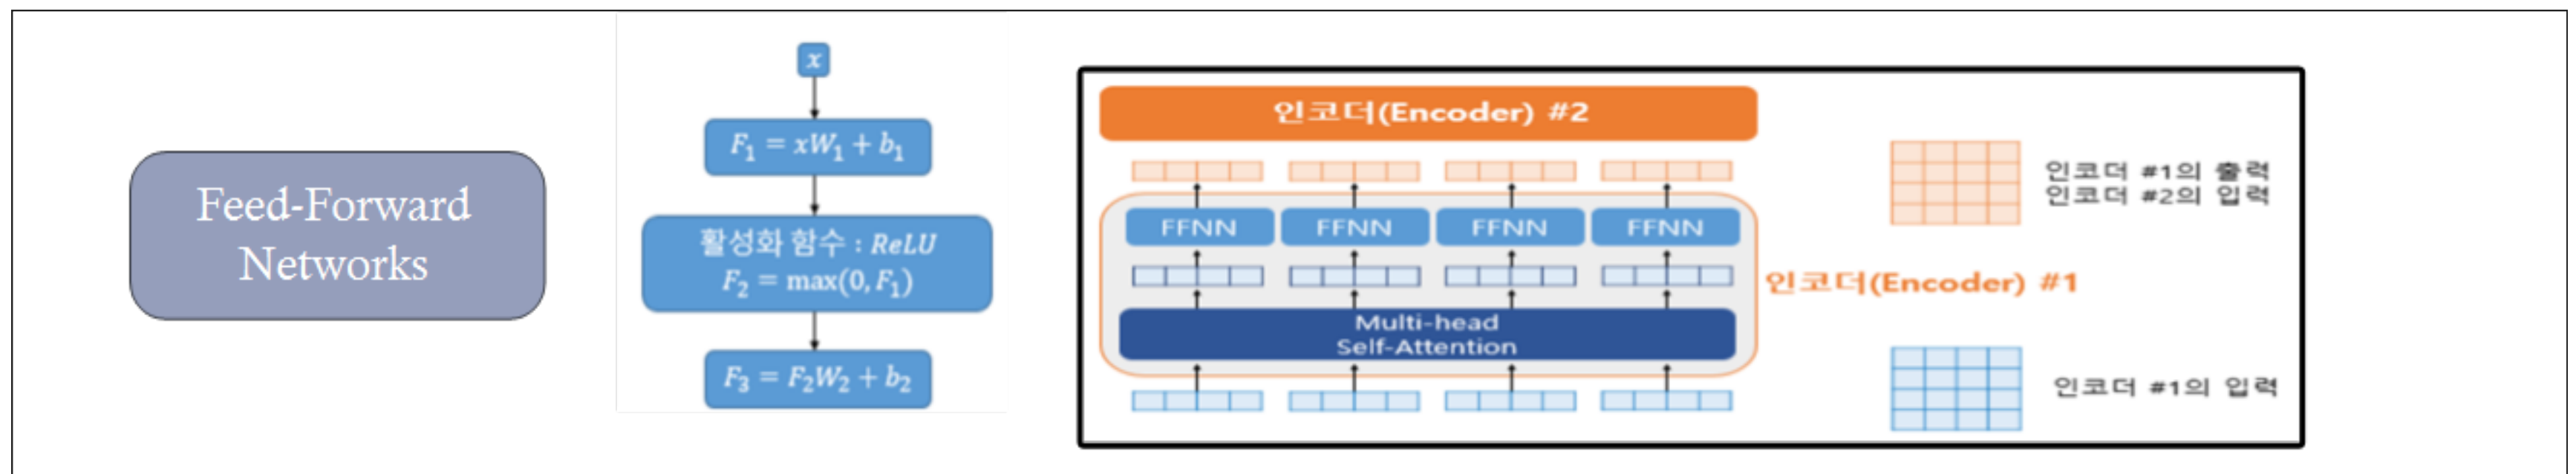 Feed-Forward
Networks
x
F₁ = xW₁ + b₁
활성화 함수 : ReLU
F₂ = max(0, F₁)
F₃ = F₂W₂ + b₂
인코더(Encoder) #2
FFNN FFNN FFNN FFNN
Multi-head
Self-Attention
인코더 #1의 출력
인코더 #2의 입력
인코더(Encoder) #1
인코더 #1의 입력